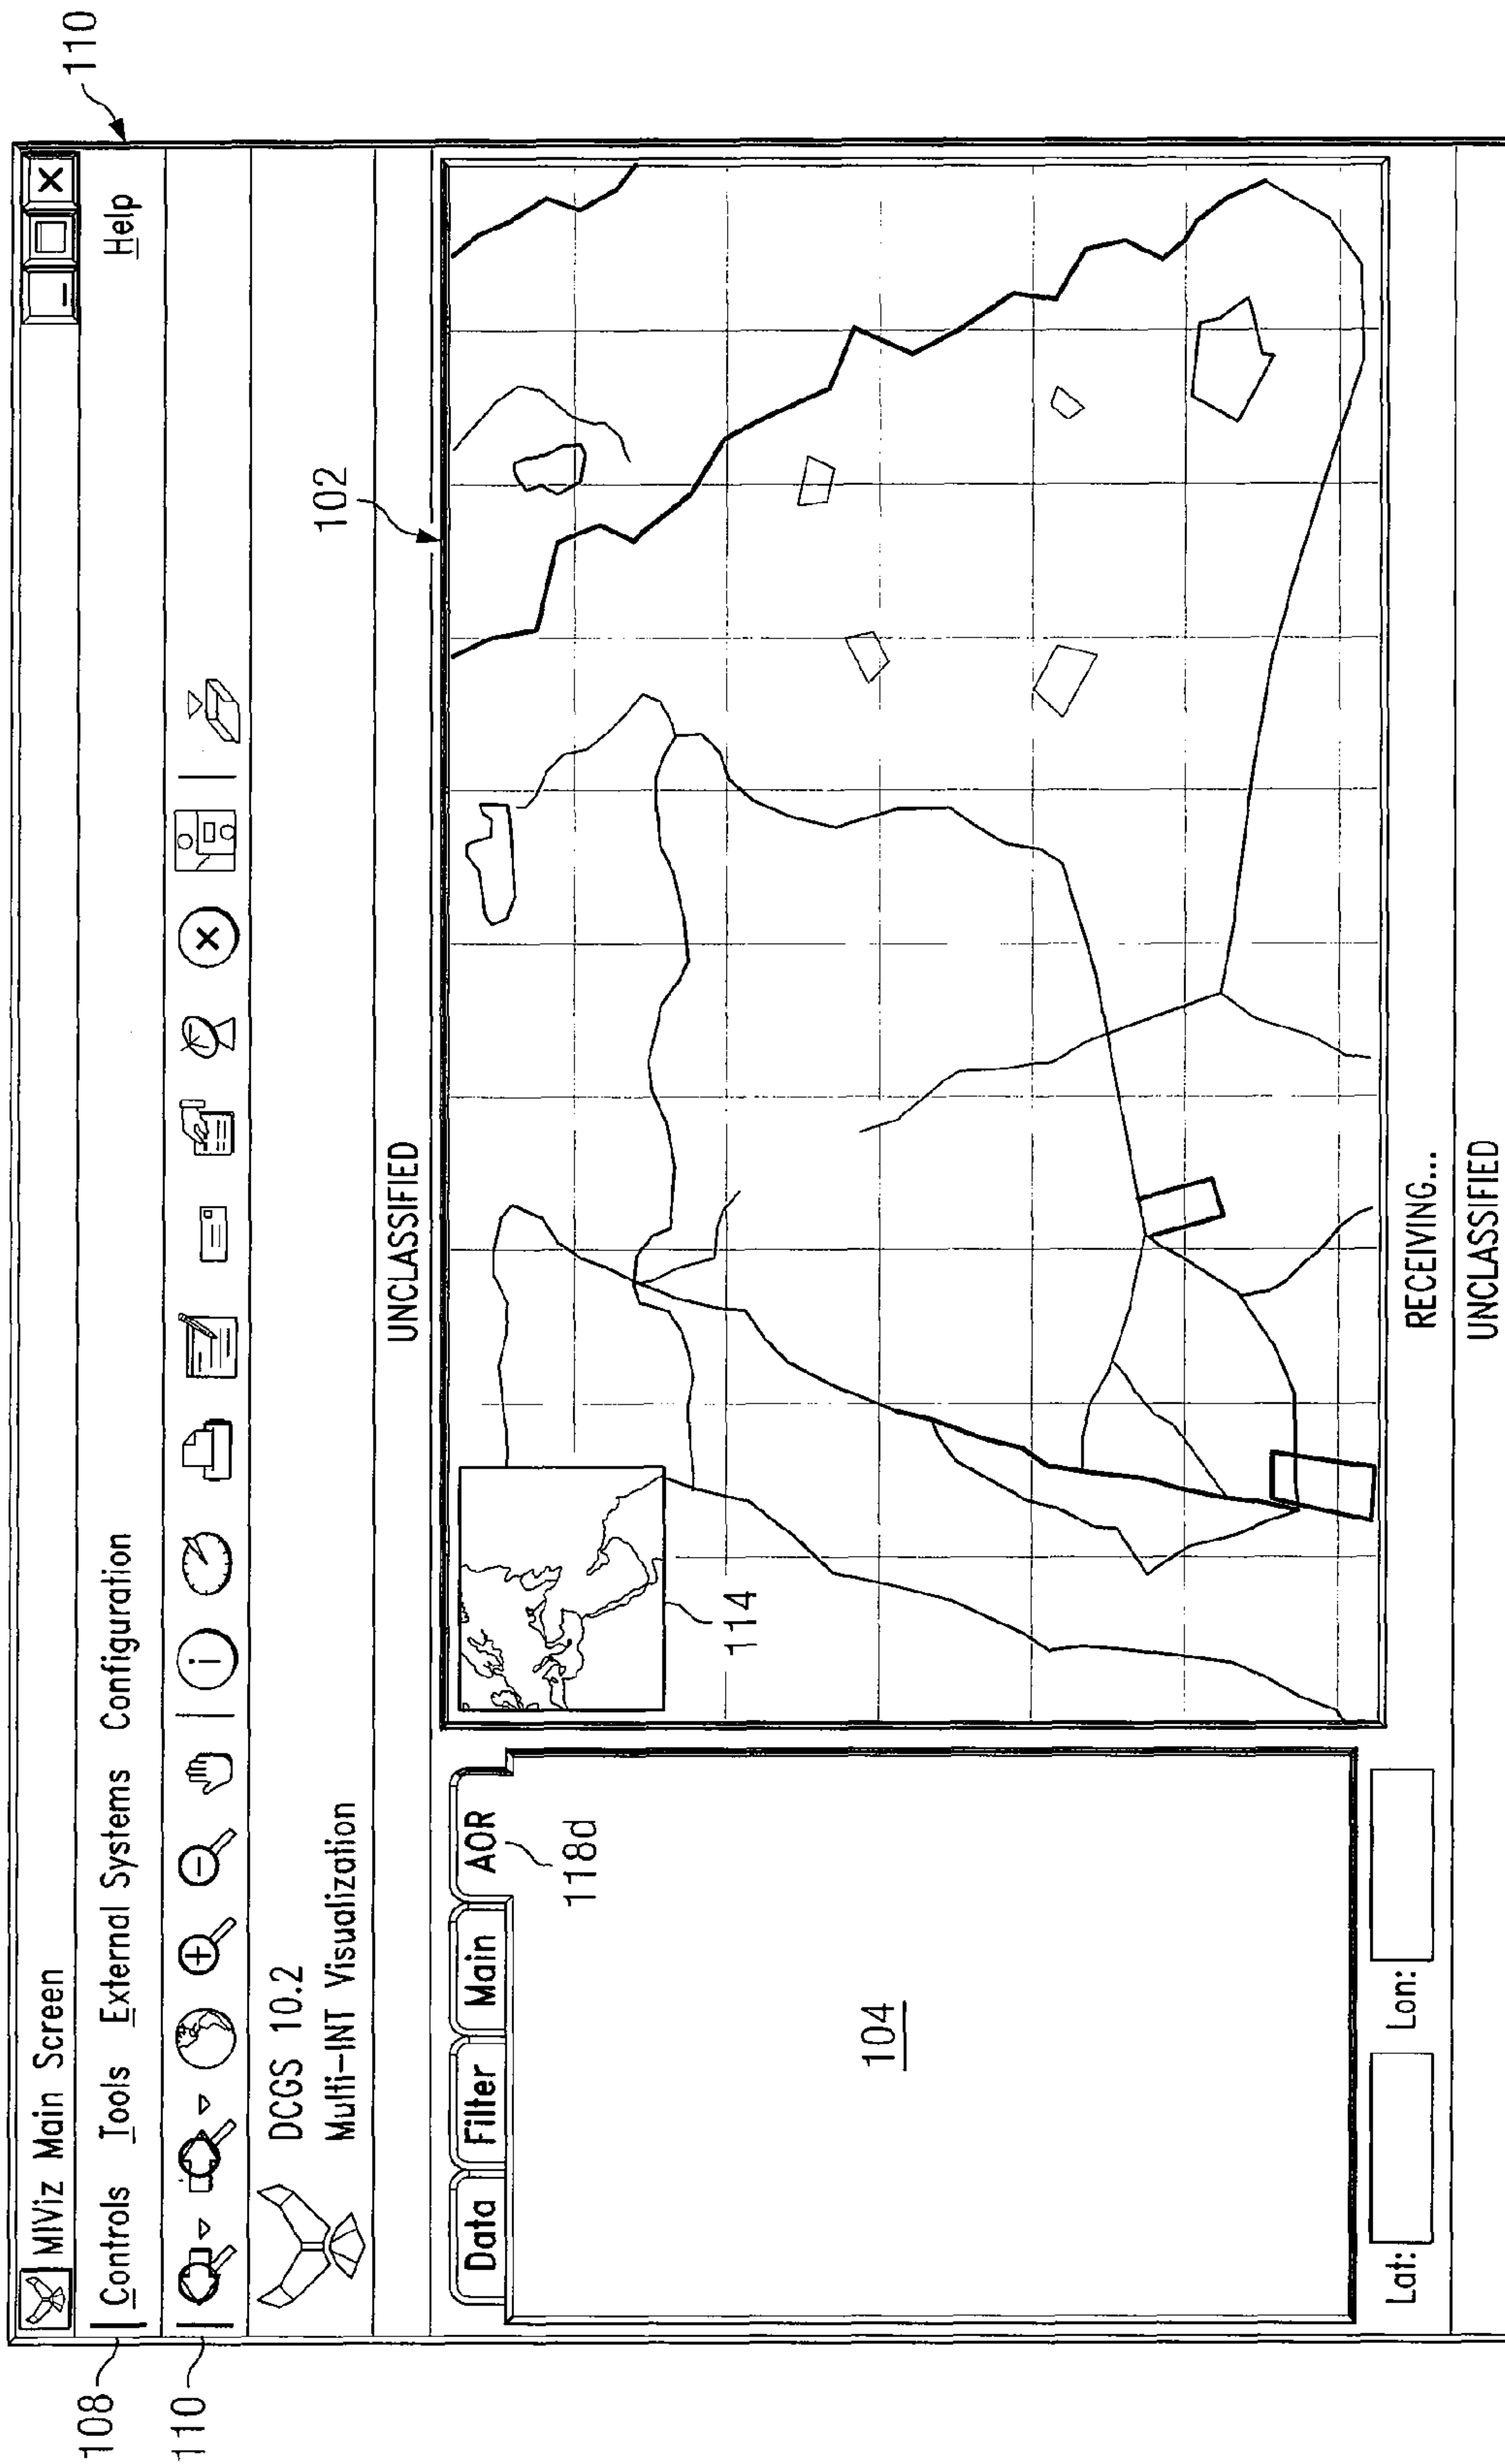 110
MIViz Main Screen
108
Controls Tools External Systems Configuration Help
110
DCGS 10.2
Multi-INT Visualization
UNCLASSIFIED
102
Data Filter Main AOR
118d
114
104
Lat: Lon:
RECEIVING...
UNCLASSIFIED